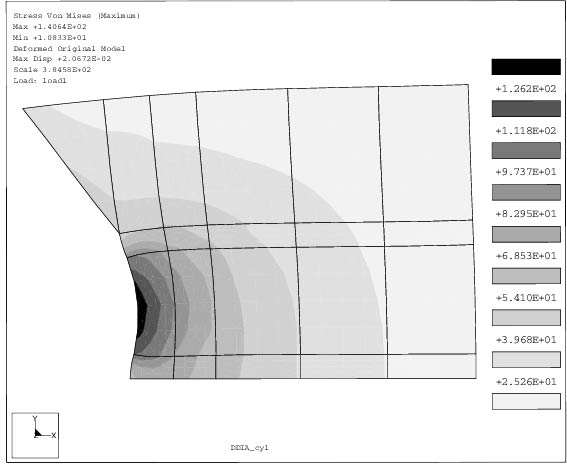 Stress Von Mises (Maximum)
Max +1.4064E+02
Min +1.0833E+01
Deformed Original Model
Max Disp +2.0672E-02
Scale 3.8458E+02
Load: load1
+1.262E+02
+1.118E+02
+9.737E+01
+8.295E+01
+6.853E+01
+5.410E+01
+3.968E+01
+2.526E+01
Y
Z X
DDIA_cyl